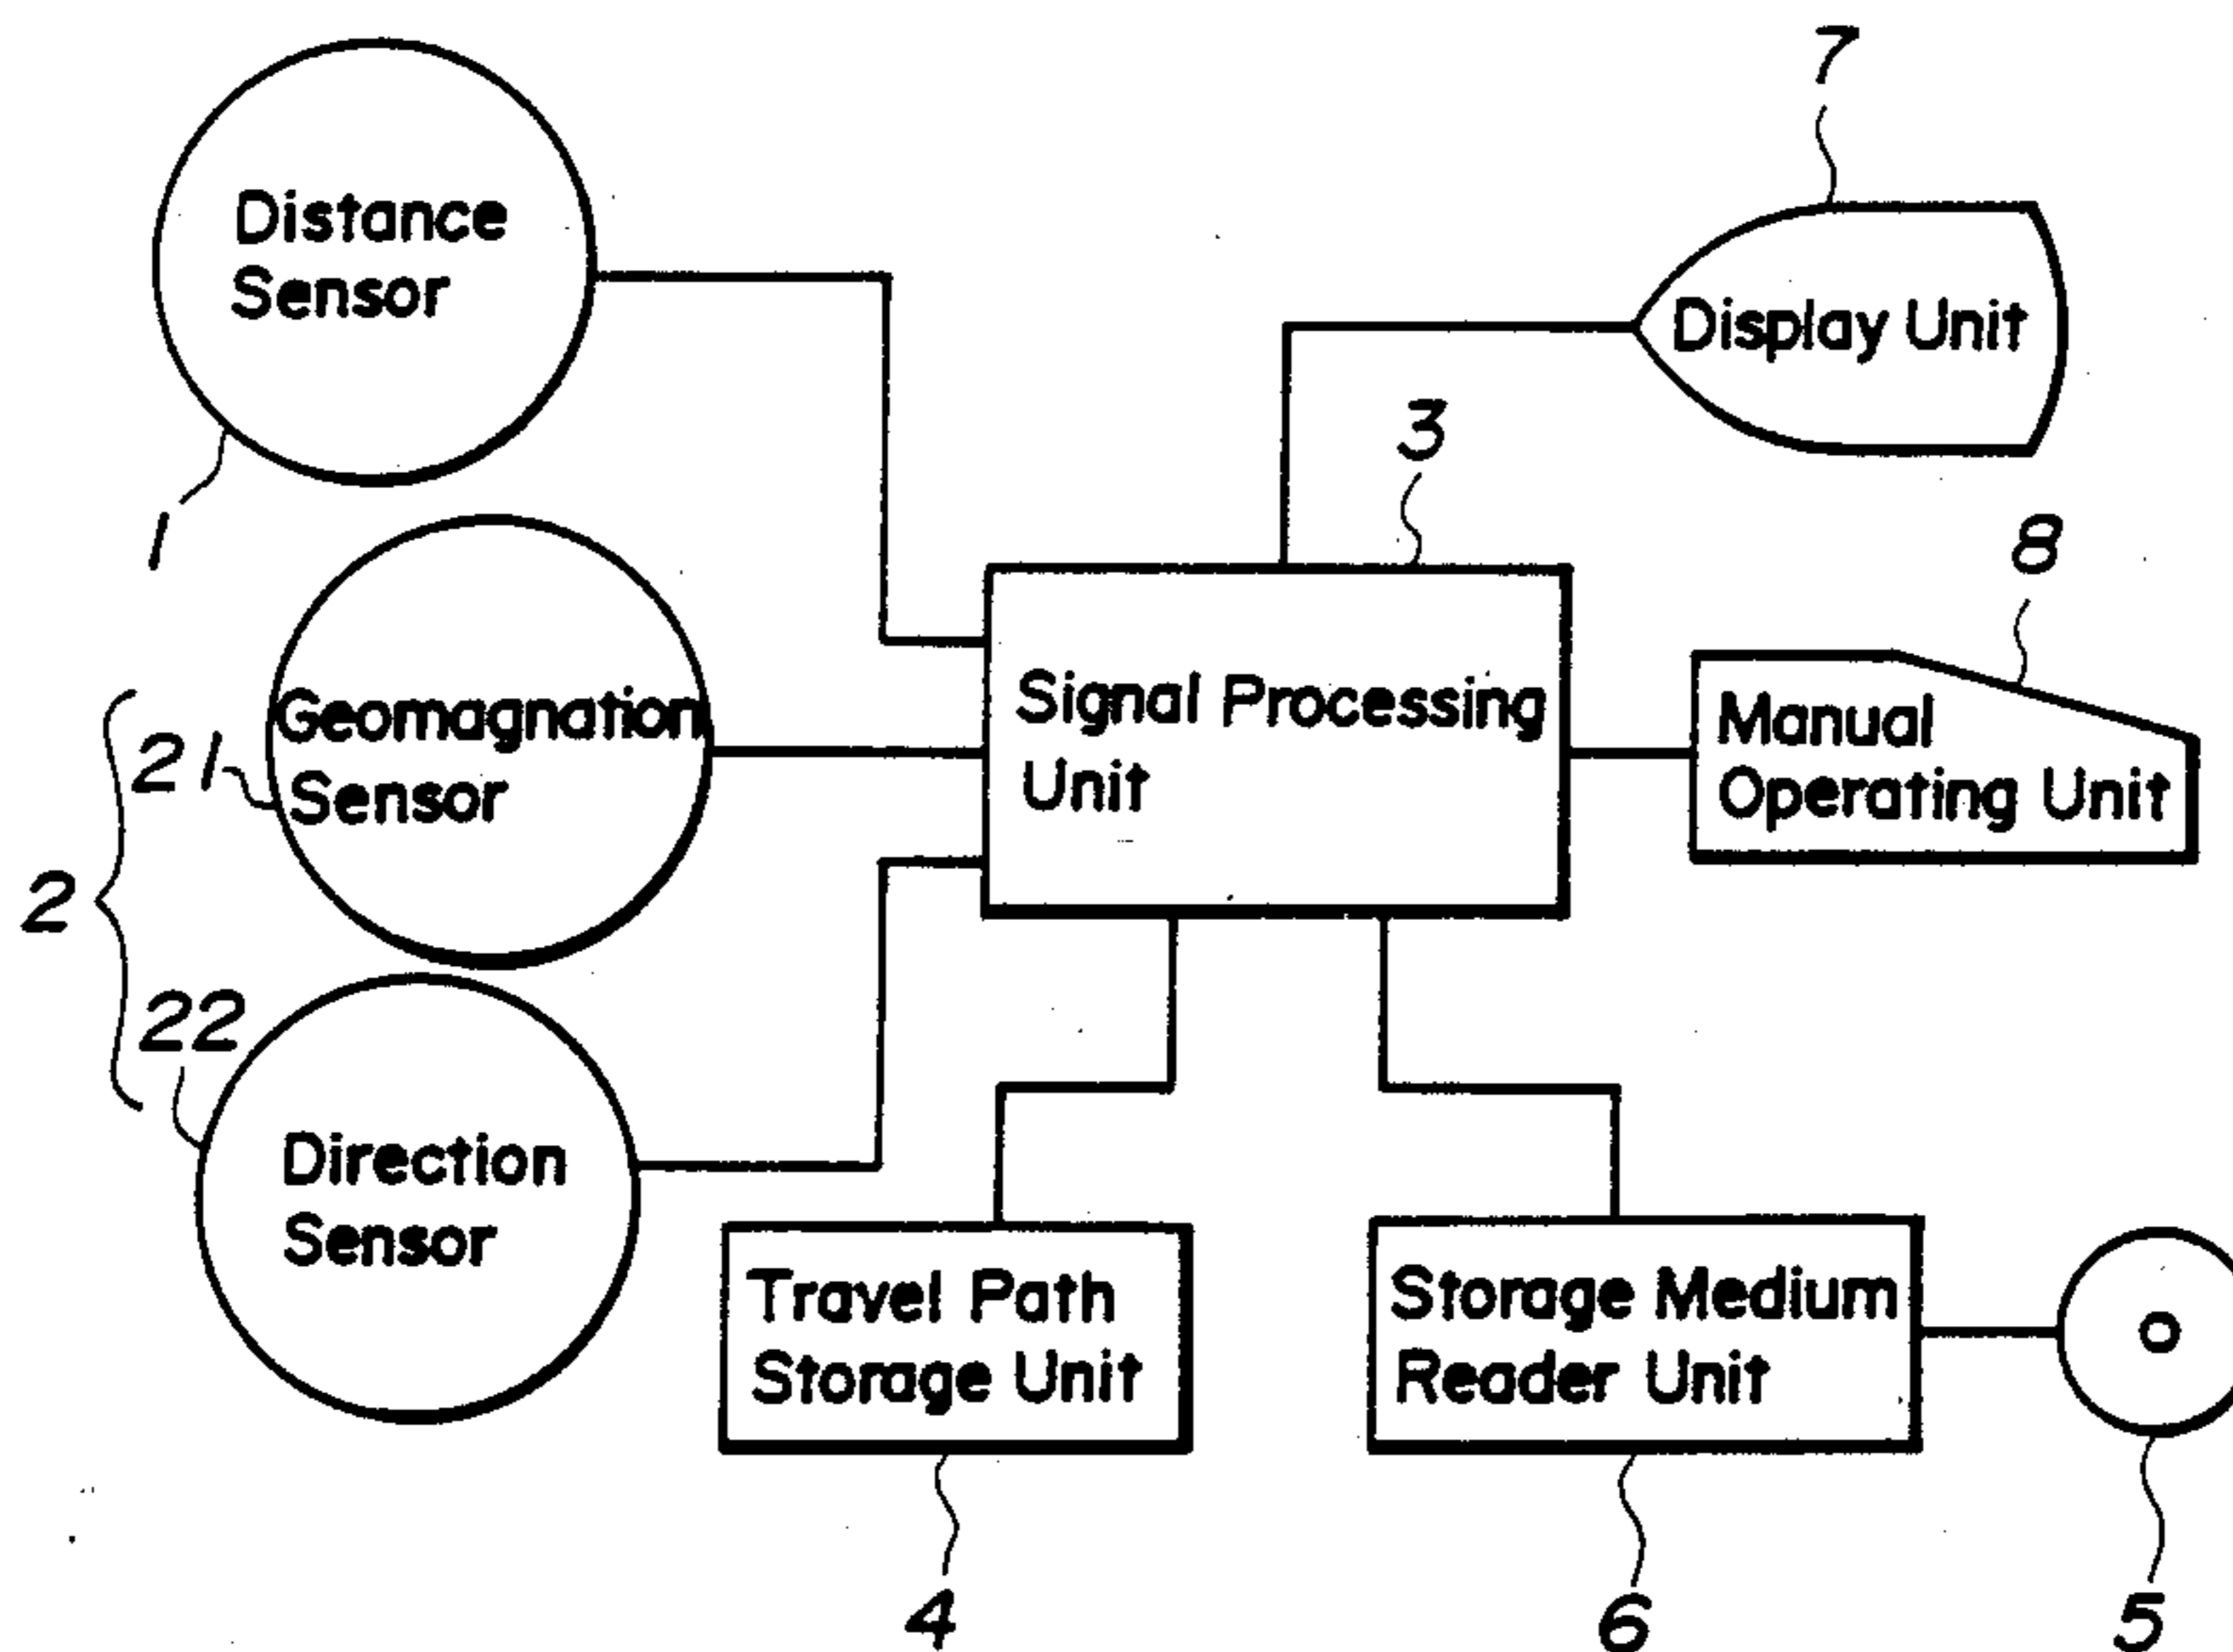 7
Distance
Sensor
Display Unit
3
1
8
Geomagnation
Sensor
21
Signal Processing
Unit
Manual
Operating Unit
2
22
Direction
Sensor
Travel Path
Storage Unit
Storage Medium
Reader Unit
4
6
5